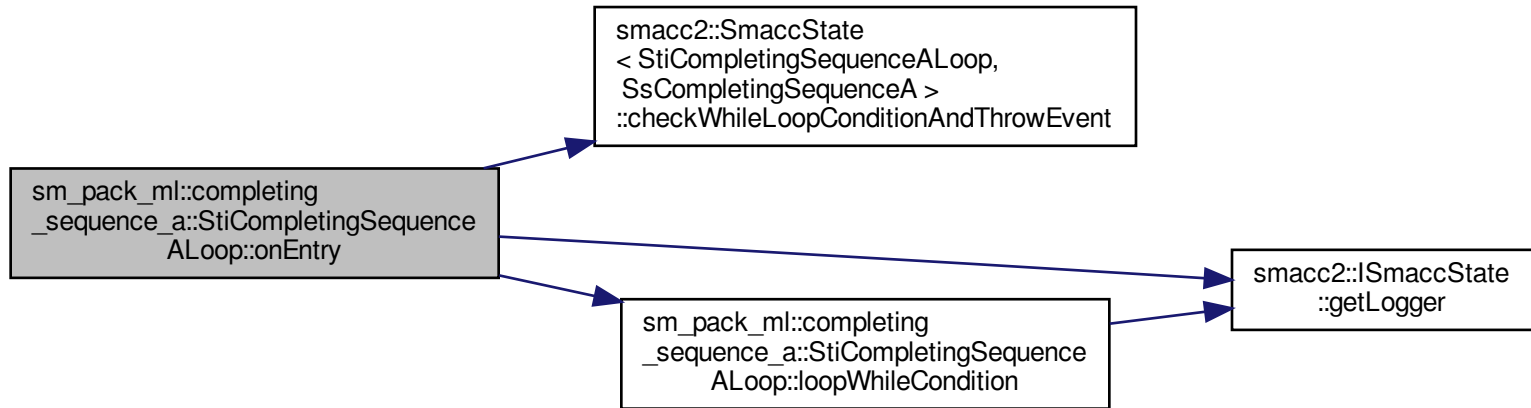 smacc2::SmaccState
< StiCompletingSequenceALoop,
SsCompletingSequenceA >
::checkWhileLoopConditionAndThrowEvent
sm_pack_ml::completing
_sequence_a::StiCompletingSequence
ALoop::onEntry
smacc2::ISmaccState
::getLogger
sm_pack_ml::completing
_sequence_a::StiCompletingSequence
ALoop::loopWhileCondition